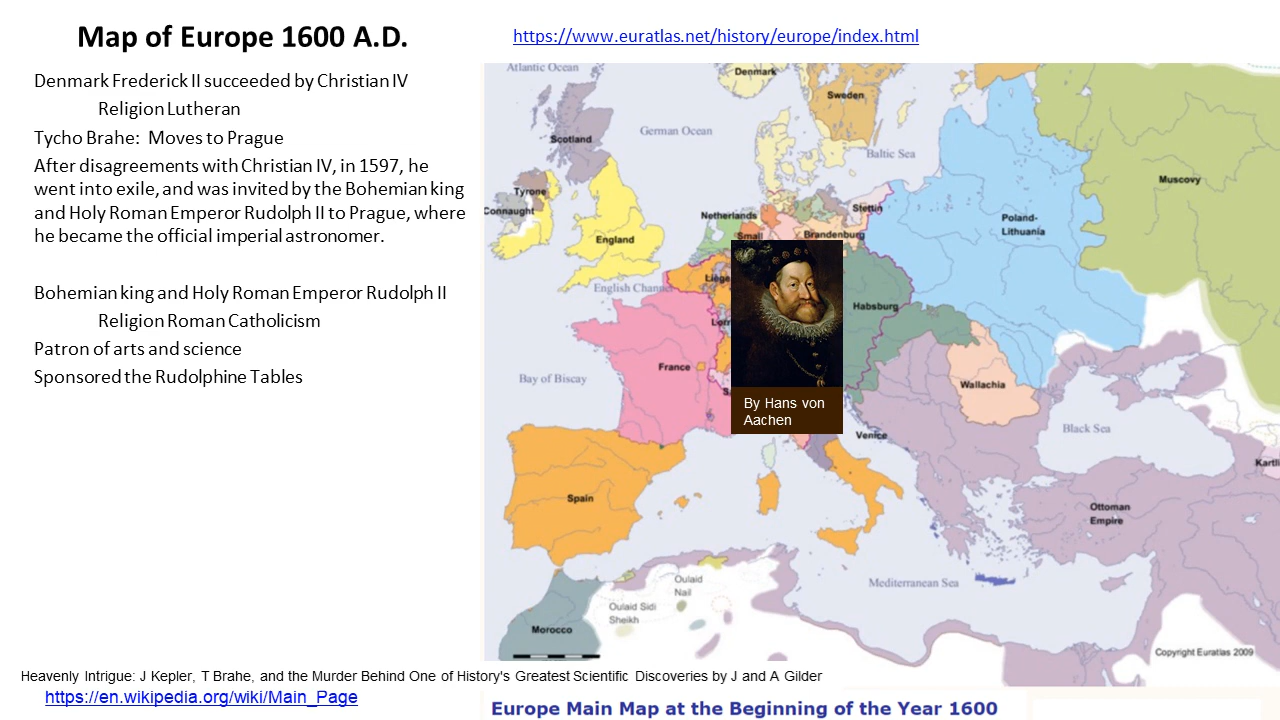 Map of Europe 1600 A.D.
https://www.euratlas.net/history/europe/index.html
Denmark Frederick II succeeded by Christian IV
Religion Lutheran
Tycho Brahe: Moves to Prague
After disagreements with Christian IV, in 1597, he
went into exile, and was invited by the Bohemian king
and Holy Roman Emperor Rudolph II to Prague, where
he became the official imperial astronomer.
Bohemian king and Holy Roman Emperor Rudolph II
Religion Roman Catholicism
Patron of arts and science
Sponsored the Rudolphine Tables
Atlantic Ocean
Denmark
Sweden
Scotland
German Ocean
Baltic Sea
Muscovy
Tyrone
Connaught
Netherlands
Stettin
Poland-
Lithuania
England
Small
Brandenburg
Liège
English Channel
Habsburg
Lorr
France
Bay of Biscay
Wallachia
S
By Hans von
Aachen
Venice
Black Sea
Kartli
Spain
Ottoman
Empire
Mediterranean Sea
Oulaid
Nail
Oulaid Sidi
Sheikh
Morocco
Copyright Euratlas 2009
Heavenly Intrigue: J Kepler, T Brahe, and the Murder Behind One of History's Greatest Scientific Discoveries by J and A Gilder
https://en.wikipedia.org/wiki/Main_Page
Europe Main Map at the Beginning of the Year 1600